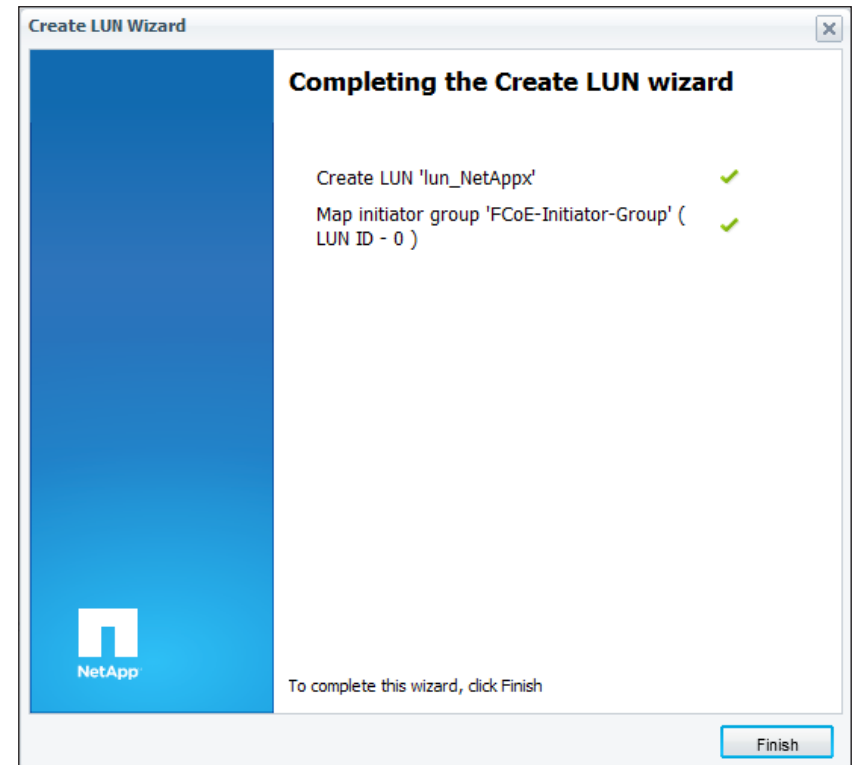 Create LUN Wizard
Completing the Create LUN wizard
Create LUN 'lun_NetAppx'
Map initiator group 'FCoE-Initiator-Group' (
LUN ID - 0 )
NetApp
To complete this wizard, click Finish
Finish